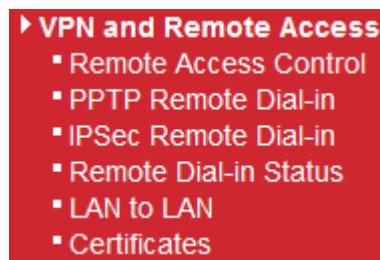 VPN and Remote Access
Remote Access Control
PPTP Remote Dial-in
IPSec Remote Dial-in
Remote Dial-in Status
LAN to LAN
Certificates